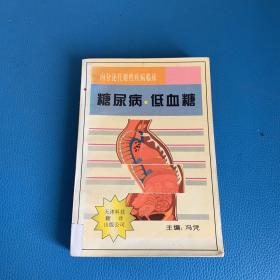 内分泌代谢性疾病临床
糖尿病·低血糖
天津科技
翻译
出版公司
主编:冯凭